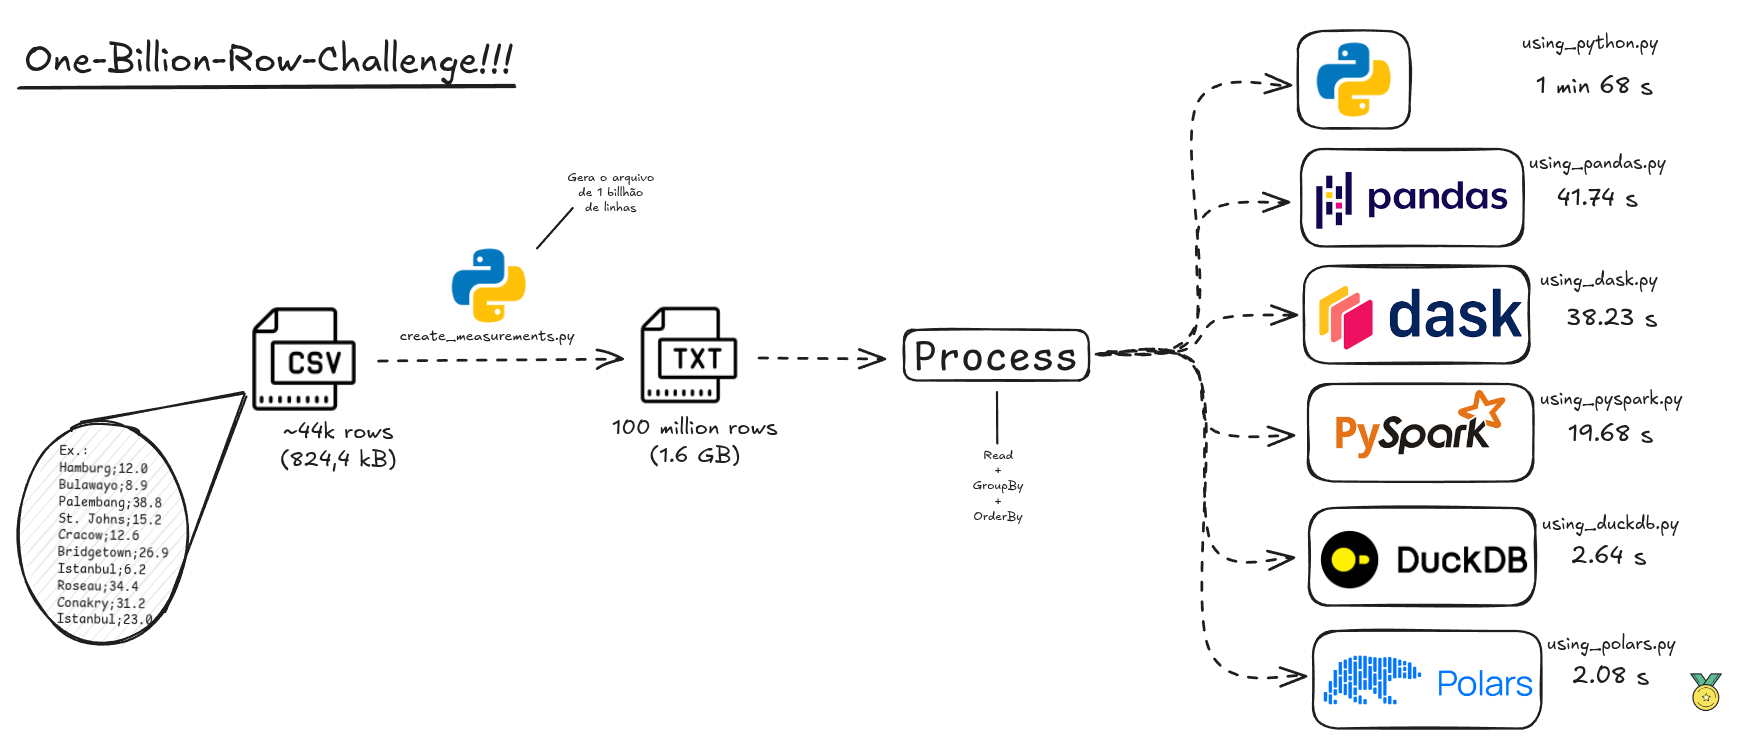 One-Billion-Row-Challenge!!!
Gera o arquivo
de 1 billhão
de linhas
create_measurements.py
CSV
~44k rows
(824,4 kB)
Ex.:
Hamburg;12.0
Bulawayo;8.9
Palembang;38.8
St. Johns;15.2
Cracow;12.6
Bridgetown;26.9
Istanbul;6.2
Roseau;34.4
Conakry;31.2
Istanbul;23.0
TXT
100 million rows
(1.6 GB)
Process
Read
+
GroupBy
+
OrderBy
using_python.py
1 min 68 s
pandas
using_pandas.py
41.74 s
dask
using_dask.py
38.23 s
PySpark
using_pyspark.py
19.68 s
DuckDB
using_duckdb.py
2.64 s
Polars
using_polars.py
2.08 s